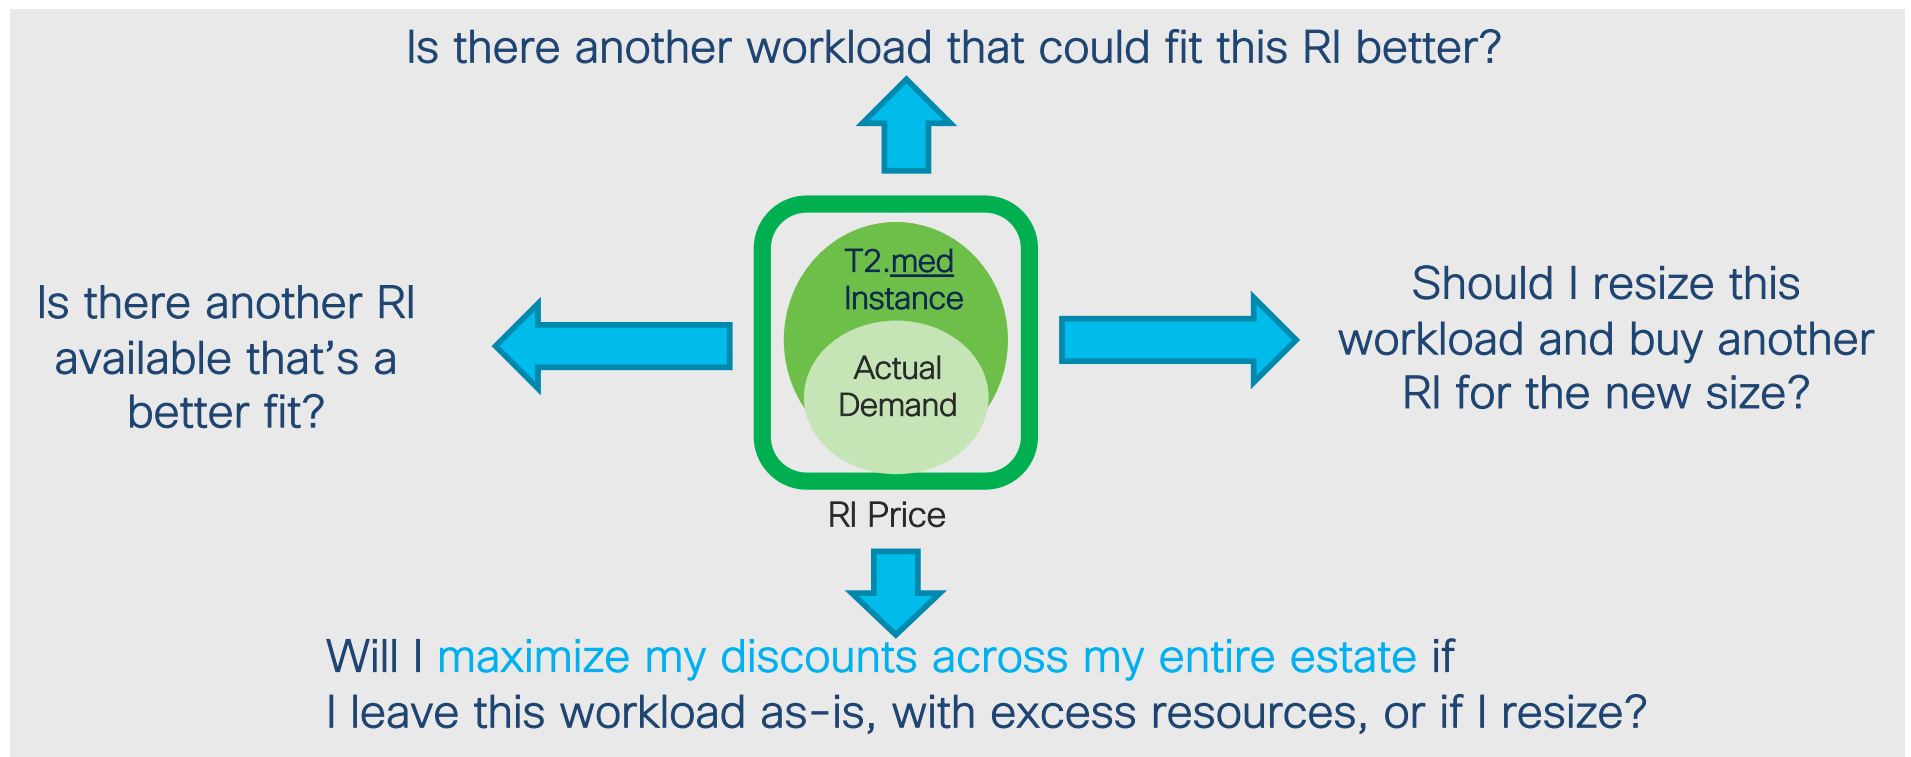 Is there another workload that could fit this RI better?
T2.med
Instance
Actual
Demand
RI Price
Is there another RI
available that’s a
better fit?
Should I resize this
workload and buy another
RI for the new size?
Will I maximize my discounts across my entire estate if
I leave this workload as-is, with excess resources, or if I resize?